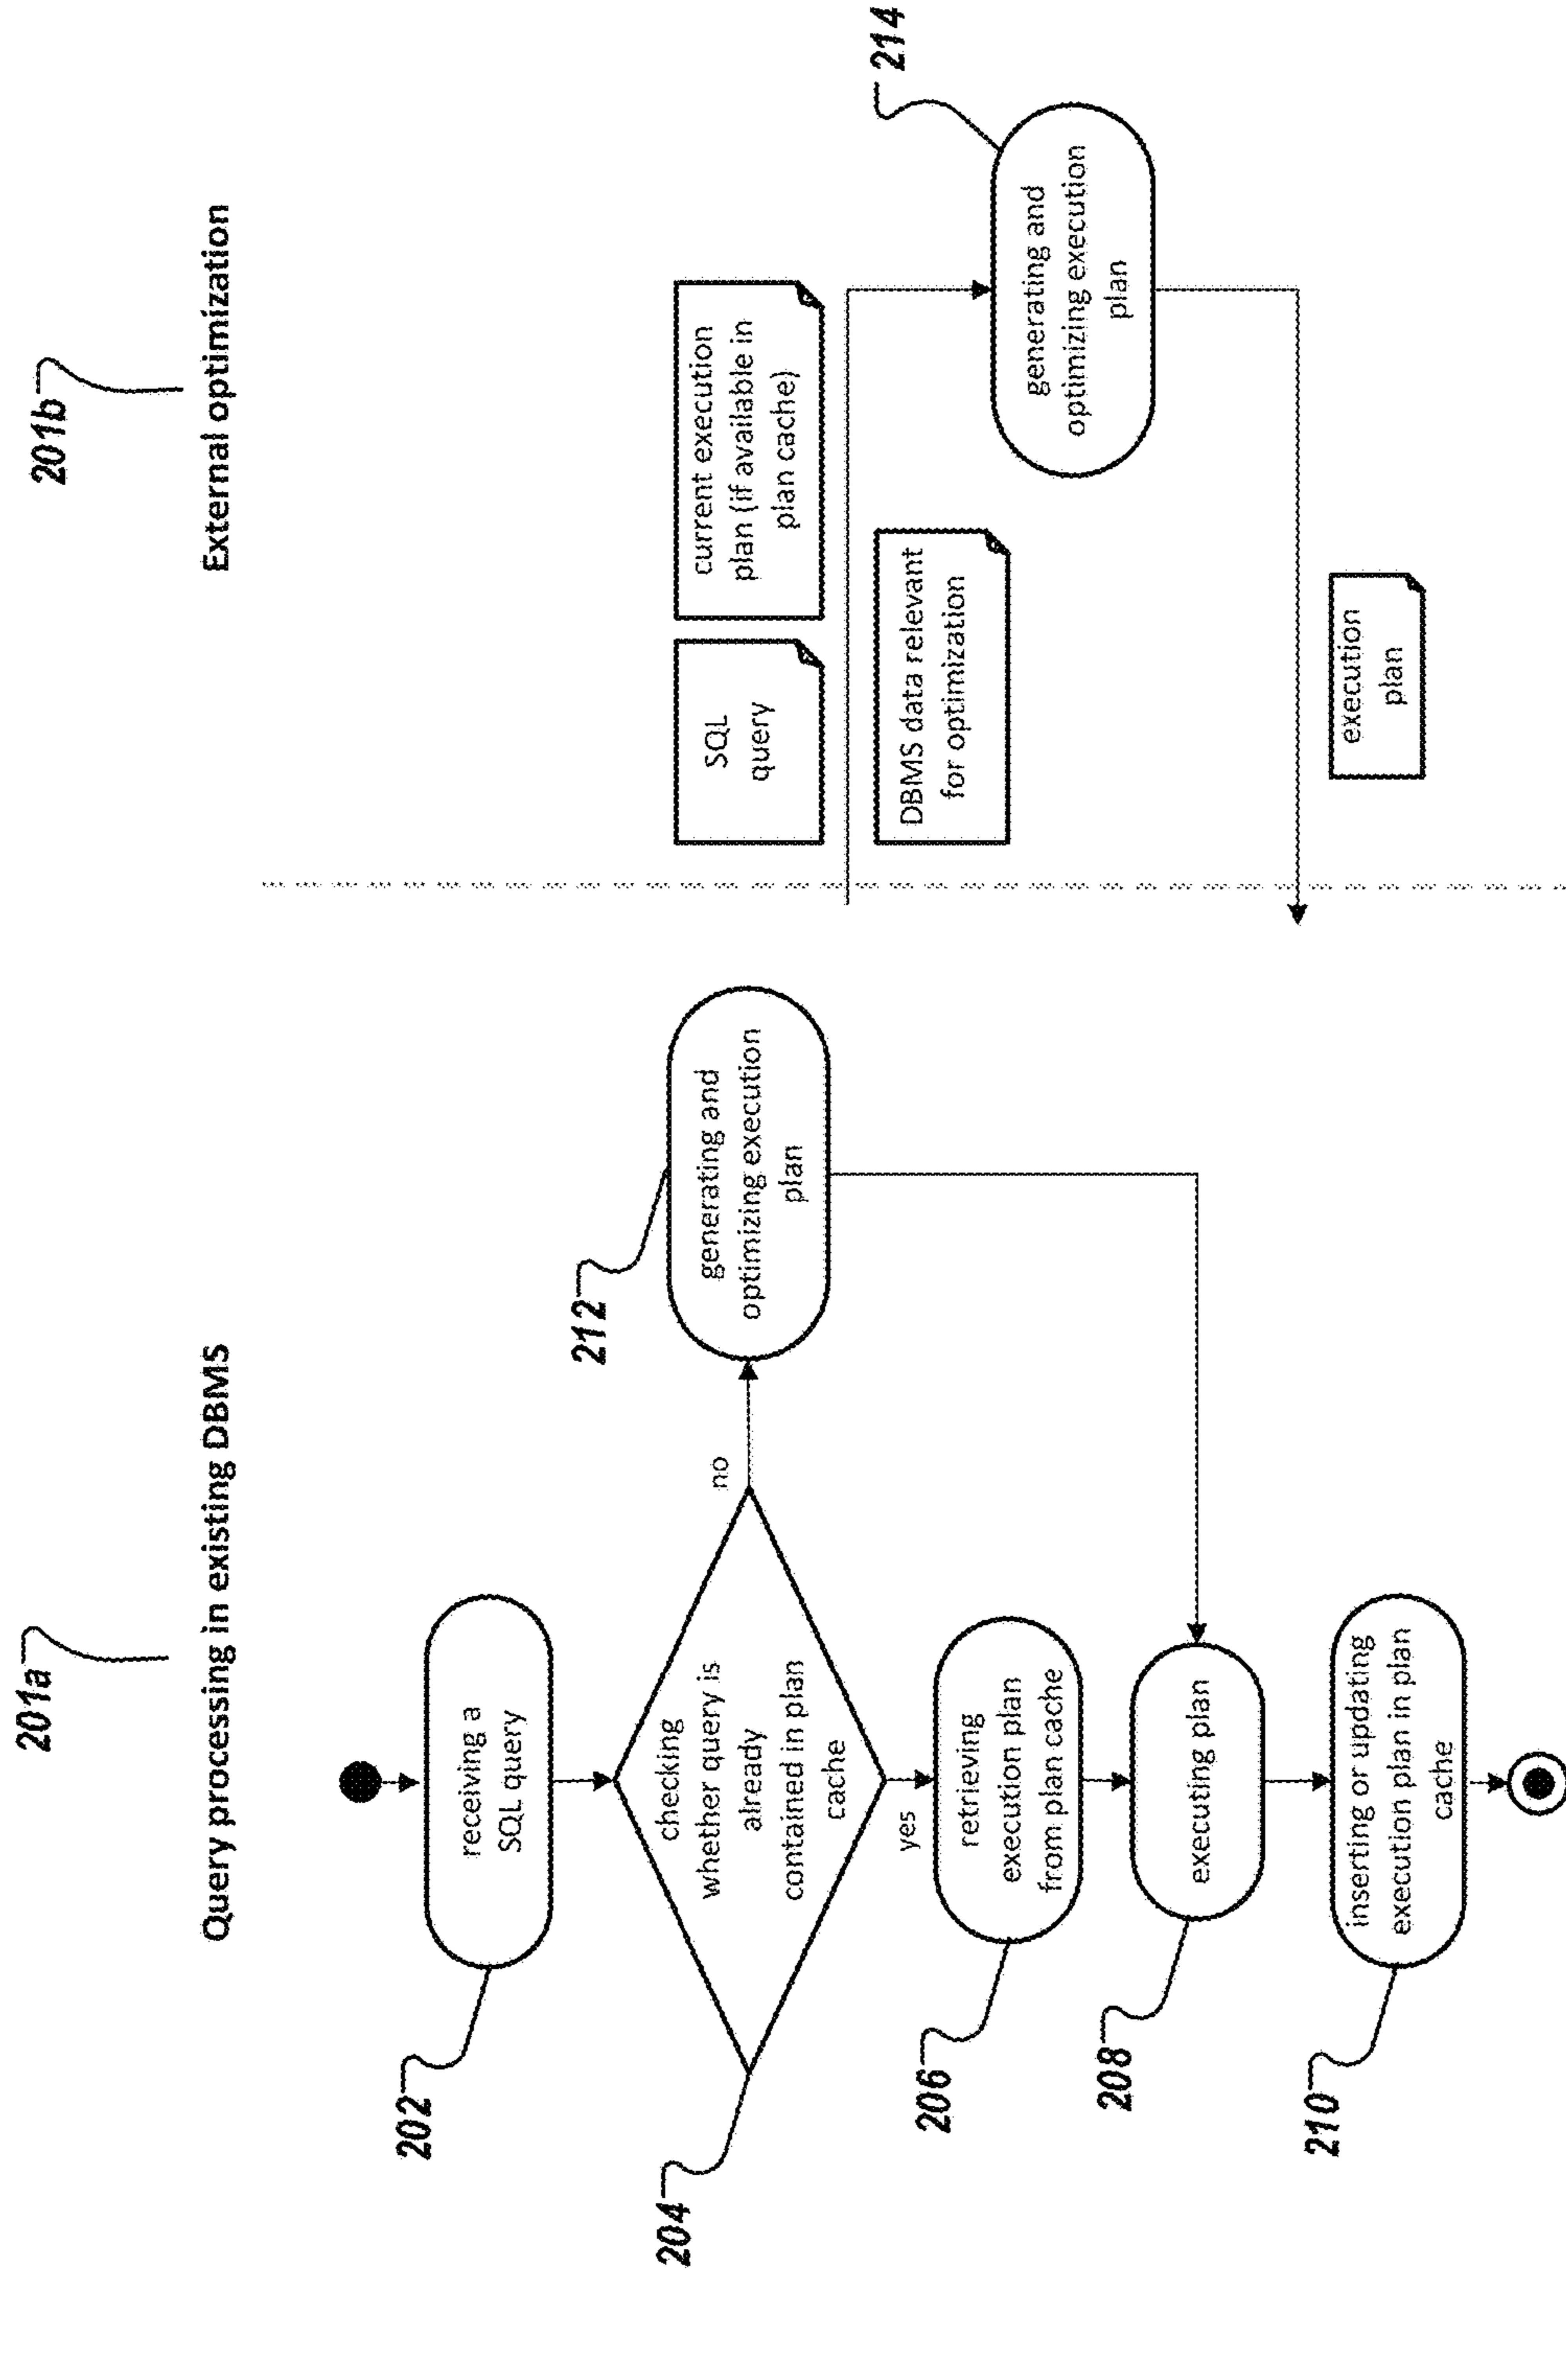 201a
Query processing in existing DBMS
202
receiving a
SQL query
204
checking
whether query is
already
contained in plan
cache
no
yes
212
generating and
optimizing execution
plan
206
retrieving
execution plan
from plan cache
208
executing plan
210
inserting or updating
execution plan in plan
cache
201b
External optimization
SQL
query
current execution
plan (if available in
plan cache)
DBMS data relevant
for optimization
214
generating and
optimizing execution
plan
execution
plan